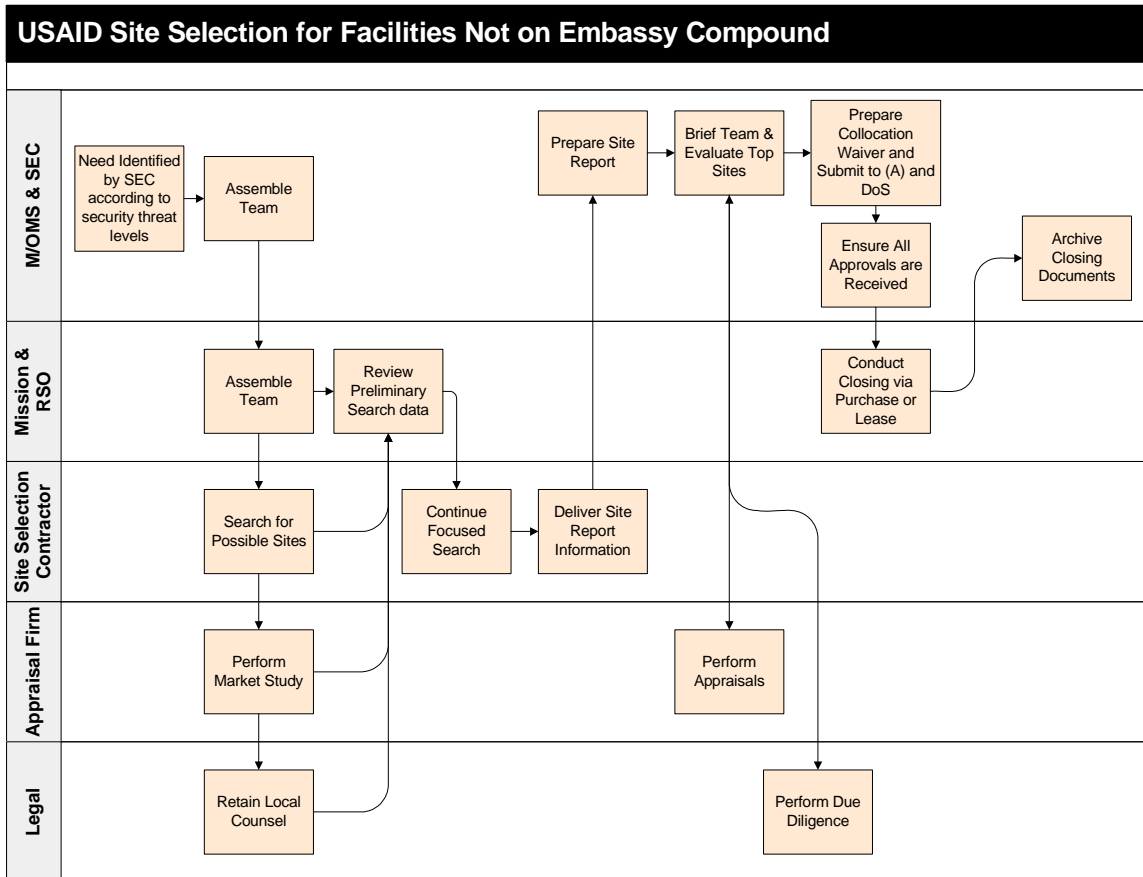 USAID Site Selection for Facilities Not on Embassy Compound
M/OMS & SEC
Need Identified
by SEC
according to
security threat
levels
Assemble
Team
Prepare Site
Report
Brief Team &
Evaluate Top
Sites
Prepare
Collocation
Waiver and
Submit to (A) and
DoS
Ensure All
Approvals are
Received
Archive
Closing
Documents
Mission &
RSO
Assemble
Team
Review
Preliminary
Search data
Conduct
Closing via
Purchase or
Lease
Site Selection
Contractor
Search for
Possible Sites
Continue
Focused
Search
Deliver Site
Report
Information
Appraisal Firm
Perform
Market Study
Perform
Appraisals
Legal
Retain Local
Counsel
Perform Due
Diligence